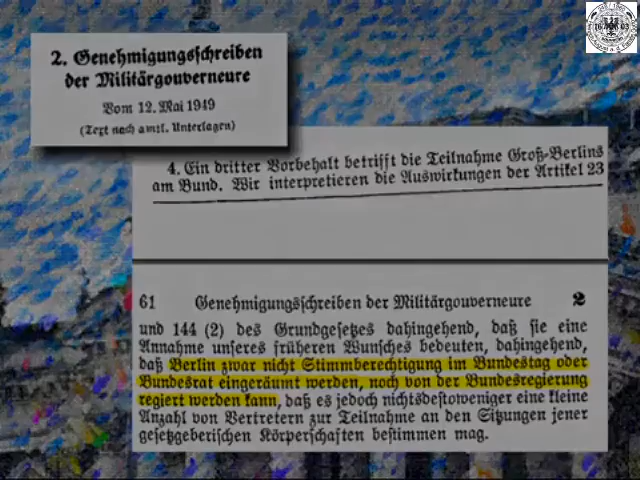 2. Genehmigungsschreiben
der Militärgouverneure
Vom 12. Mai 1949
(Text nach amtl. Unterlagen)
4. Ein dritter Vorbehalt betrifft die Teilnahme Groß-Berlins
am Bund. Wir interpretieren die Auswirkungen der Artikel 23
61 Genehmigungsschreiben der Militärgouverneure 2
und 144 (2) des Grundgesetzes dahingehend, daß sie eine
Annahme unseres früheren Wunsches bedeuten, dahingehend,
daß Berlin zwar nicht Stimmberechtigung im Bundestag oder
Bundesrat eingeräumt werden, noch von der Bundesregierung
regiert werden kann, daß es jedoch nichtsdestoweniger eine kleine
Anzahl von Vertretern zur Teilnahme an den Sitzungen jener
gesetzgeberischen Körperschaften bestimmen mag.